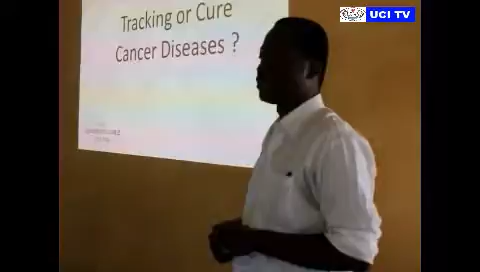 Tracking or Cure
Cancer Diseases ?
UCI TV